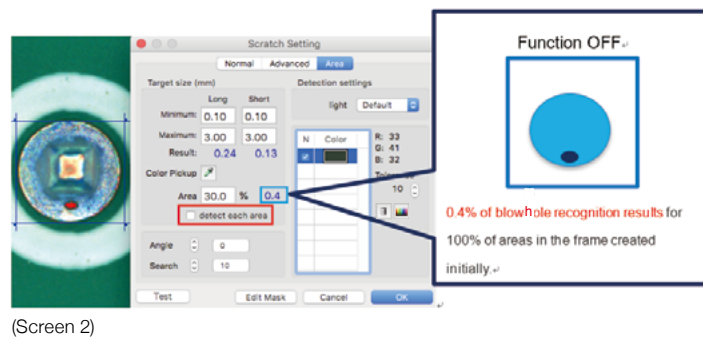 Scratch Setting
Normal Advanced Area
Target size (mm)
Long Short
Minimum: 0.10 0.10
Maximum: 3.00 3.00
Result: 0.24 0.13
Color Pickup
Area 30.0 % 0.4
detect each area
Angle 0
Search 10
Detection settings
light Default
N Color
R: 33
G: 41
B: 32
10
Test Edit Mask Cancel OK
Function OFF
0.4% of blowhole recognition results for
100% of areas in the frame created
initially.
(Screen 2)